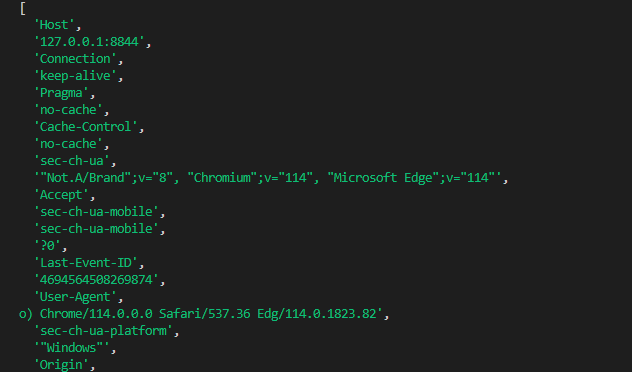 [
'Host',
'127.0.0.1:8844',
'Connection',
'keep-alive',
'Pragma',
'no-cache',
'Cache-Control',
'no-cache',
'sec-ch-ua',
'"Not.A/Brand";v="8", "Chromium";v="114", "Microsoft Edge";v="114"',
'Accept',
'sec-ch-ua-mobile',
'sec-ch-ua-mobile',
'?0',
'Last-Event-ID',
'4694564508269874',
'User-Agent',
o) Chrome/114.0.0.0 Safari/537.36 Edg/114.0.1823.82',
'sec-ch-ua-platform',
'"Windows"',
'Origin',